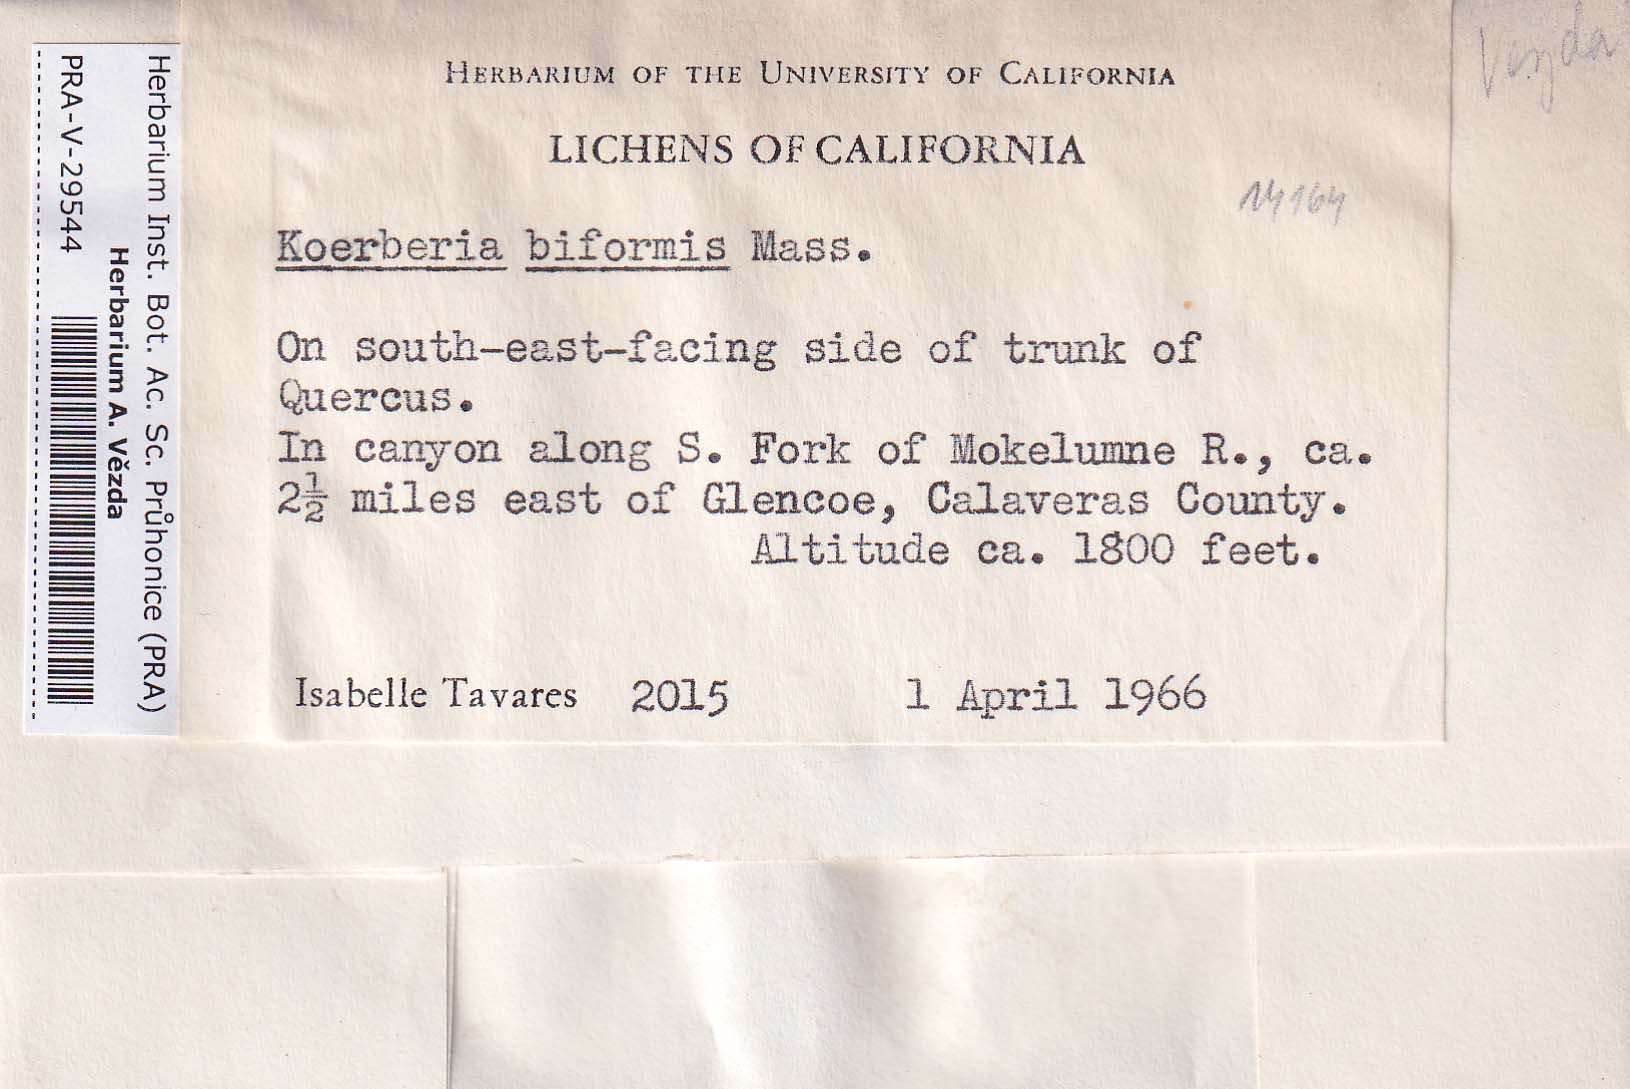 HERBARIUM OF THE UNIVERSITY OF CALIFORNIA
LICHENS OF CALIFORNIA
14164
Koerberia biformis Mass.
On south-east-facing side of trunk of
Quercus.
In canyon along S. Fork of Mokelumne R., ca.
2½ miles east of Glencoe, Calaveras County.
Altitude ca. 1800 feet.
Isabelle Tavares 2015 1 April 1966
Herbarium Inst. Bot. Ac. Sc. Průhonice (PRA)
Herbarium A. Vězda
PRA-V-29544
Vezda